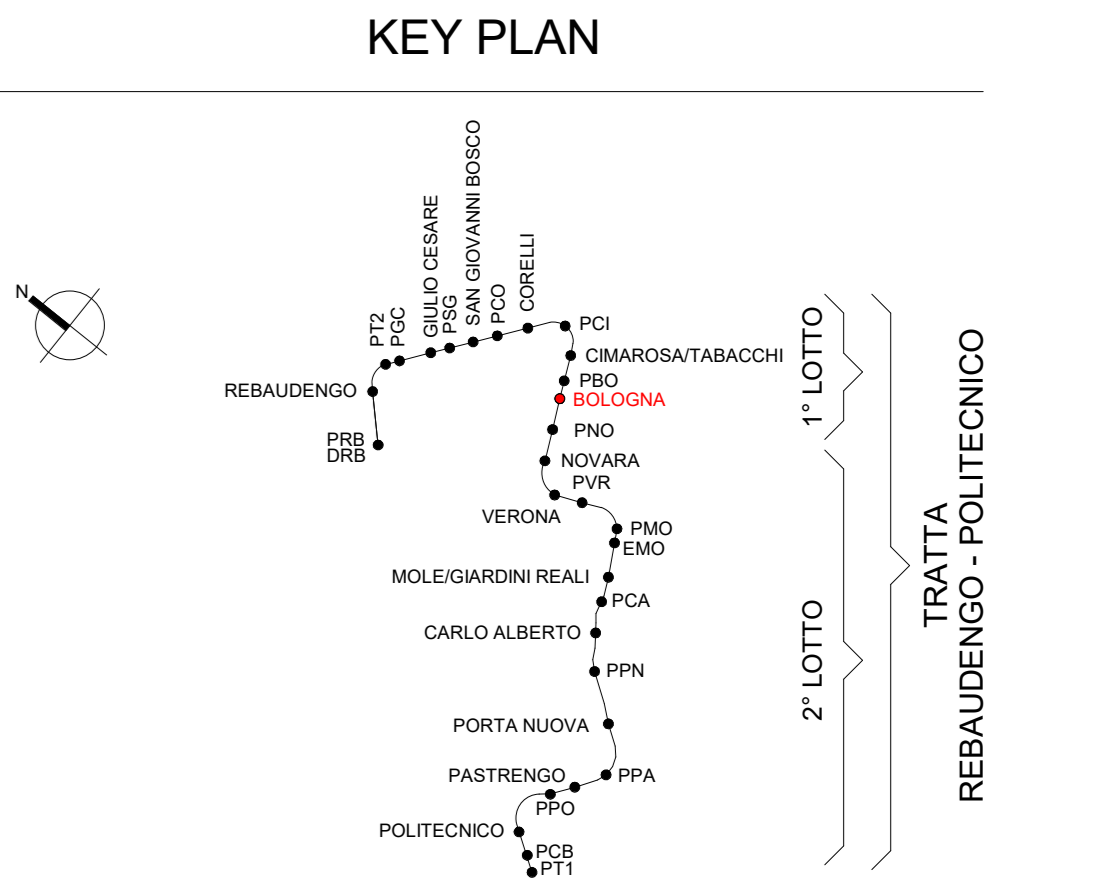 KEY PLAN
N
PT2
PGC
GIULIO CESARE
PSG
SAN GIOVANNI BOSCO
PCO
CORELLI
PCI
CIMAROSA/TABACCHI
REBAUDENGO
PBO
BOLOGNA
PRB
DRB
PNO
NOVARA
PVR
VERONA
PMO
EMO
MOLE/GIARDINI REALI
PCA
CARLO ALBERTO
PPN
PORTA NUOVA
PASTRENGO
PPA
PPO
POLITECNICO
PCB
PT1
1° LOTTO
2° LOTTO
TRATTA
REBAUDENGO - POLITECNICO